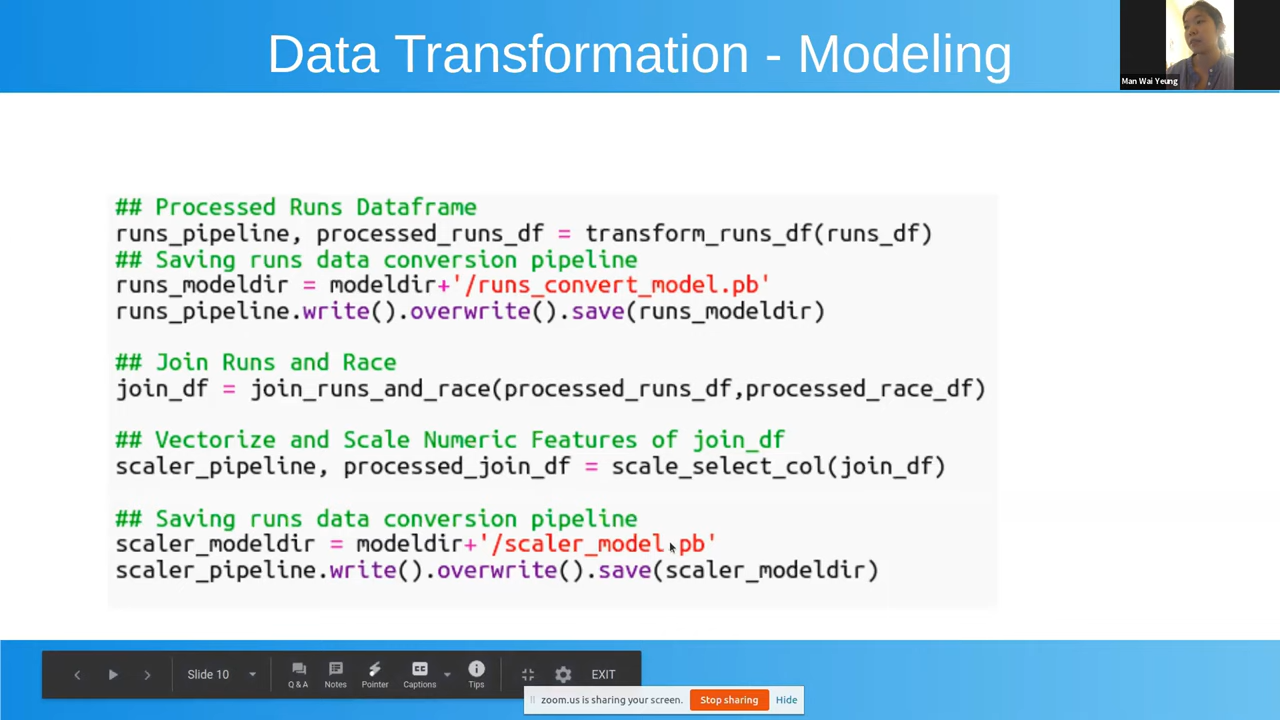 Data Transformation - Modeling
Man Wai Yeung
## Processed Runs Dataframe
runs_pipeline, processed_runs_df = transform_runs_df(runs_df)
## Saving runs data conversion pipeline
runs_modeldir = modeldir+'/runs_convert_model.pb'
runs_pipeline.write().overwrite().save(runs_modeldir)
## Join Runs and Race
join_df = join_runs_and_race(processed_runs_df,processed_race_df)
## Vectorize and Scale Numeric Features of join_df
scaler_pipeline, processed_join_df = scale_select_col(join_df)
## Saving runs data conversion pipeline
scaler_modeldir = modeldir+'/scaler_model.pb'
scaler_pipeline.write().overwrite().save(scaler_modeldir)
Slide 10
Q & A
Notes
Pointer
Captions
Tips
EXIT
zoom.us is sharing your screen.
Stop sharing
Hide